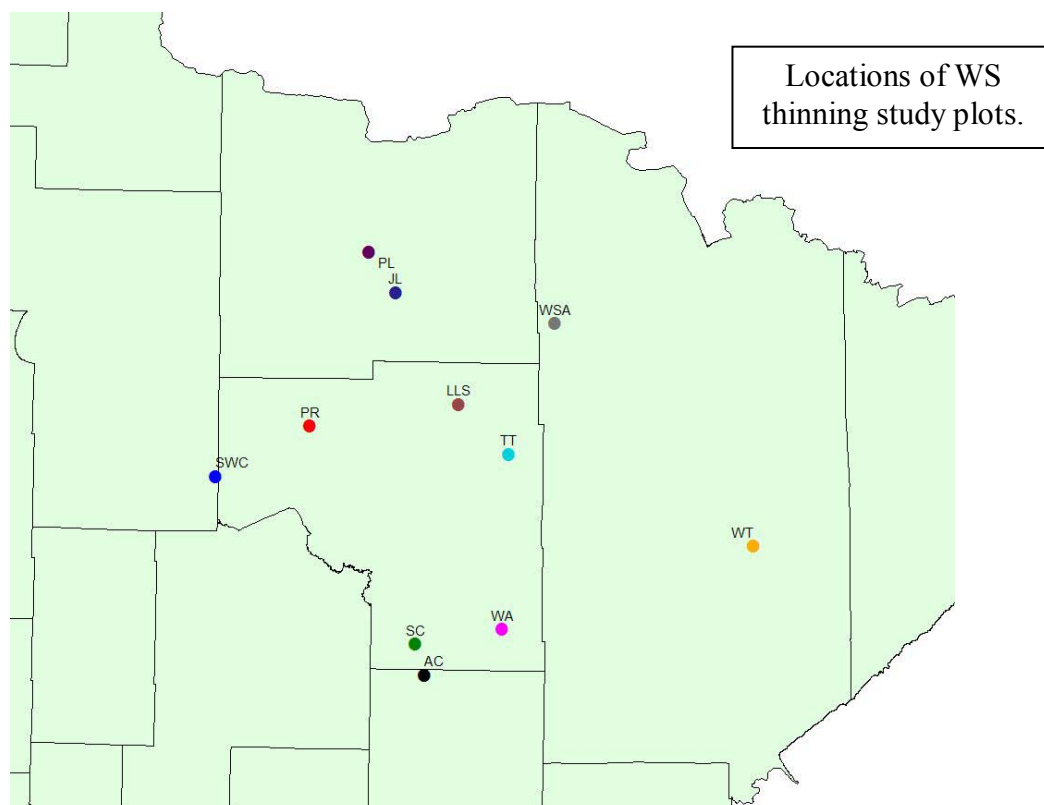 Locations of WS
thinning study plots.
PL
JL
WSA
LLS
PR
TT
SWC
WT
WA
SC
AC